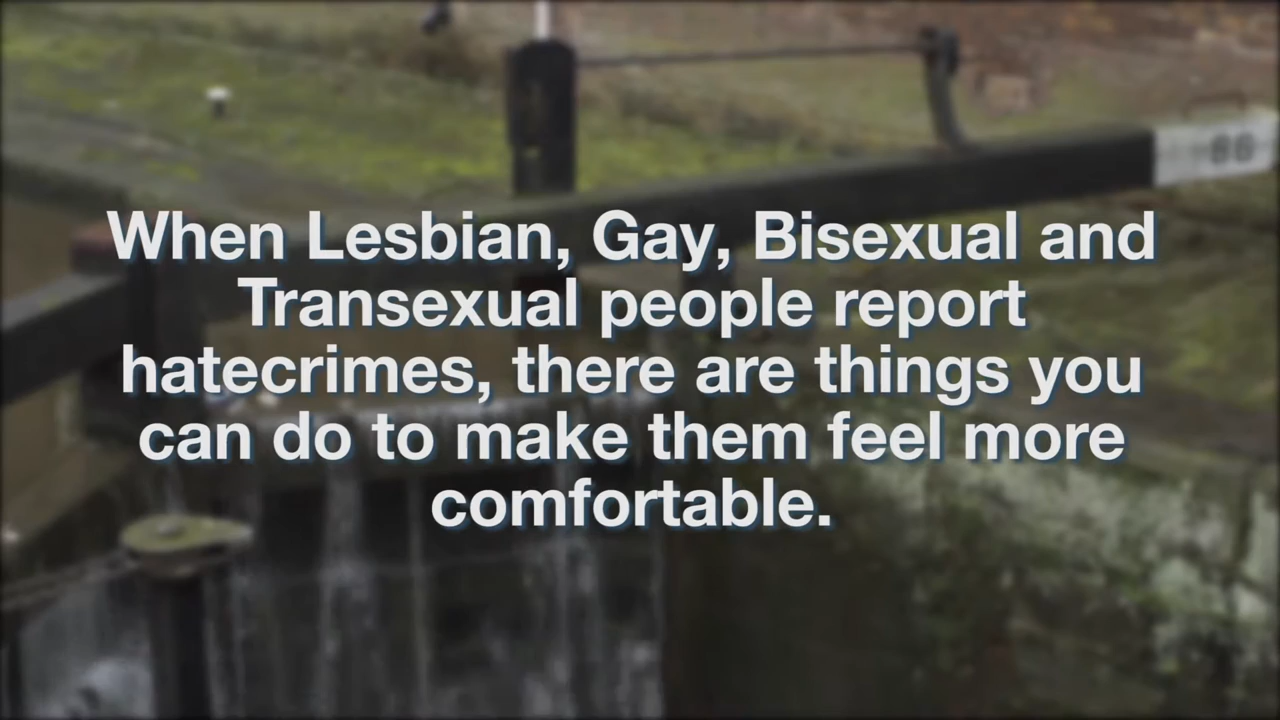 86
When Lesbian, Gay, Bisexual and
Transexual people report
hatecrimes, there are things you
can do to make them feel more
comfortable.